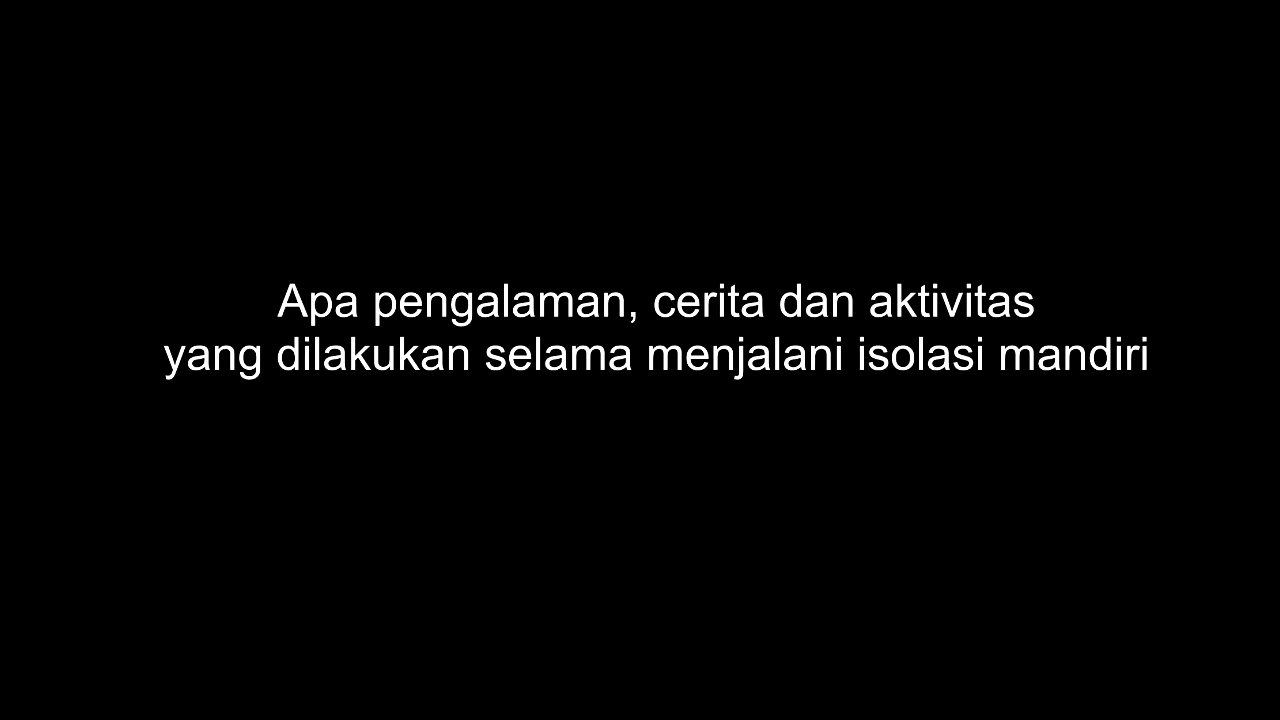 Apa pengalaman, cerita dan aktivitas
yang dilakukan selama menjalani isolasi mandiri